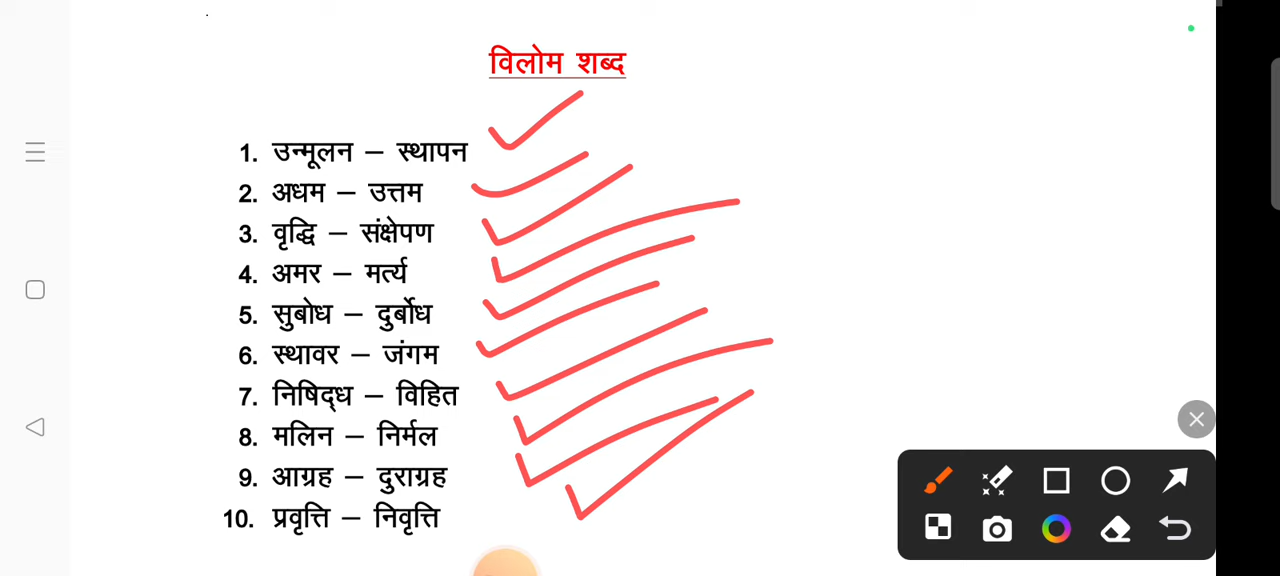 विलोम शब्द
1. उन्मूलन – स्थापन
2. अधम – उत्तम
3. वृद्धि – संक्षेपण
4. अमर – मर्त्य
5. सुबोध – दुर्बोध
6. स्थावर – जंगम
7. निषिद्ध – विहित
8. मलिन – निर्मल
9. आग्रह – दुराग्रह
10. प्रवृत्ति – निवृत्ति